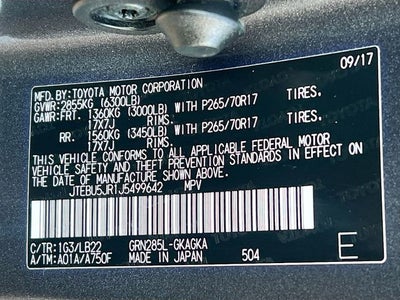 09/17
MFD.BY:TOYOTA MOTOR CORPORATION
GVWR:2855KG (6300LB)
GAWR:FRT. 1360KG (3000LB) WITH P265/70R17 TIRES.
17X7J RIMS.
RR. 1560KG (3450LB) WITH P265/70R17 TIRES.
17X7J RIMS.
THIS VEHICLE CONFORMS TO ALL APPLICABLE FEDERAL MOTOR
VEHICLE SAFETY AND THEFT PREVENTION STANDARDS IN EFFECT
ON THE DATE OF MANUFACTURE SHOWN ABOVE.
JTEBU5JR1J5499642 MPV
C/TR:1G3/LB22 GRN285L-GKAGKA
A/TM:A01A/A750F MADE IN JAPAN 504 E